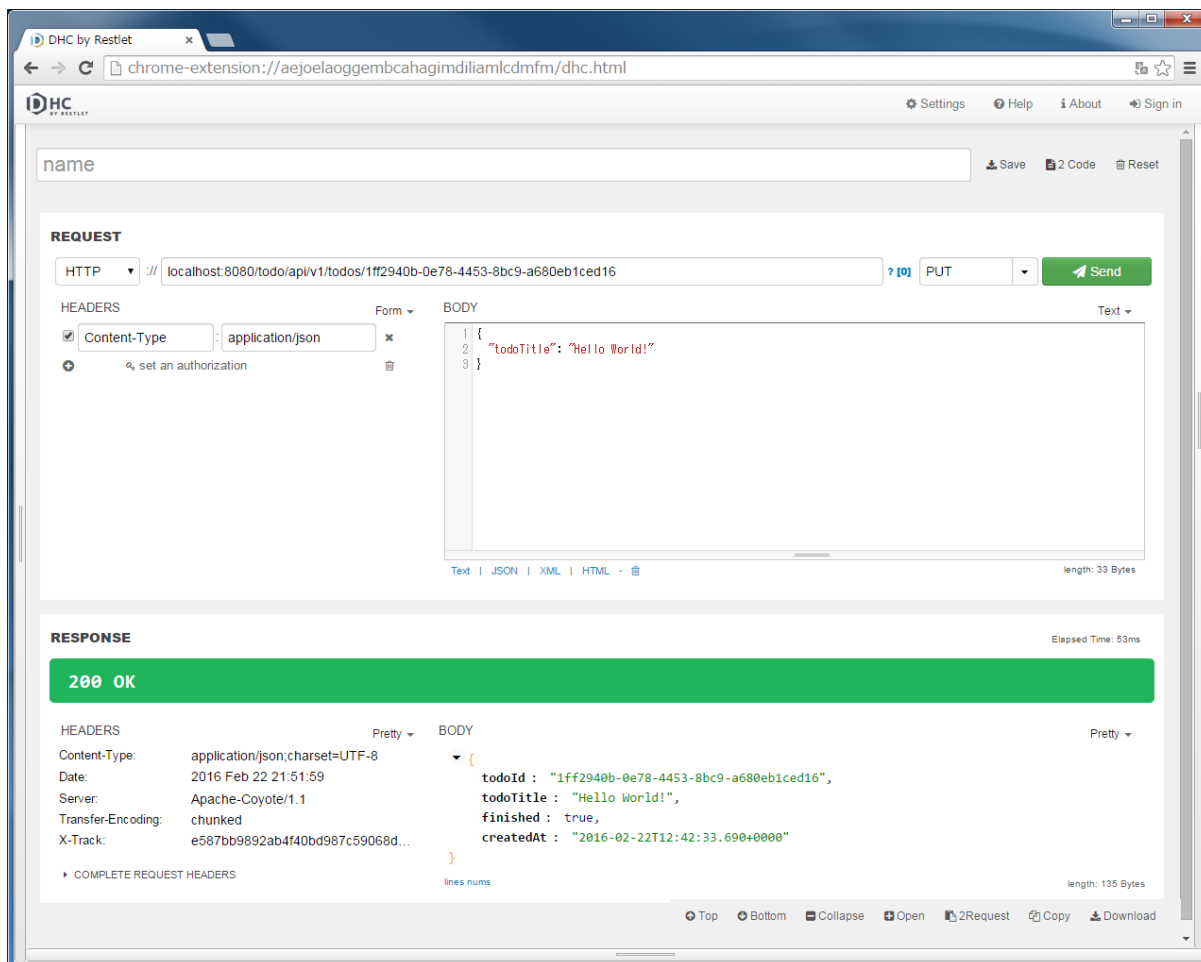 DHC by Restlet
chrome-extension://aejoelaoggembcahagimdiliamlcdmfm/dhc.html
DHC
BY RESTLET
Settings Help About Sign in
name
Save 2 Code Reset
REQUEST
HTTP :// localhost:8080/todo/api/v1/todos/1ff2940b-0e78-4453-8bc9-a680eb1ced16 ? [0] PUT Send
HEADERS Form BODY Text
Content-Type : application/json
set an authorization
1 {
2 "todoTitle": "Hello World!"
3 }
Text | JSON | XML | HTML - length: 33 Bytes
RESPONSE Elapsed Time: 53ms
200 OK
HEADERS Pretty BODY Pretty
Content-Type: application/json;charset=UTF-8
Date: 2016 Feb 22 21:51:59
Server: Apache-Coyote/1.1
Transfer-Encoding: chunked
X-Track: e587bb9892ab4f40bd987c59068d...
COMPLETE REQUEST HEADERS
{
todoId : "1ff2940b-0e78-4453-8bc9-a680eb1ced16",
todoTitle : "Hello World!",
finished : true,
createdAt : "2016-02-22T12:42:33.690+0000"
}
lines nums length: 135 Bytes
Top Bottom Collapse Open 2Request Copy Download